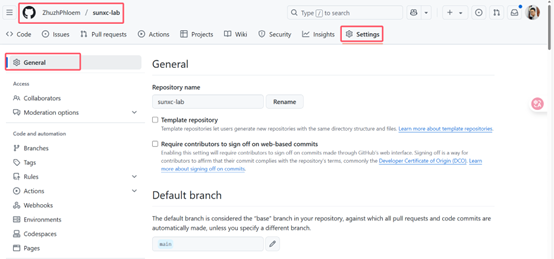 ZhuzhPhloem / sunxc-lab
Type / to search
Code Issues Pull requests Actions Projects Wiki Security Insights Settings
General
Access
Collaborators
Moderation options
Code and automation
Branches
Tags
Rules
Actions
Webhooks
Environments
Codespaces
Pages
General
Repository name
sunxc-lab Rename
Template repository
Template repositories let users generate new repositories with the same directory structure and files. Learn more about template repositories.
Require contributors to sign off on web-based commits
Enabling this setting will require contributors to sign off on commits made through GitHub's web interface. Signing off is a way for
contributors to affirm that their commit complies with the repository's terms, commonly the Developer Certificate of Origin (DCO). Learn
more about signing off on commits.
Default branch
The default branch is considered the "base" branch in your repository, against which all pull requests and code commits are
automatically made, unless you specify a different branch.
main